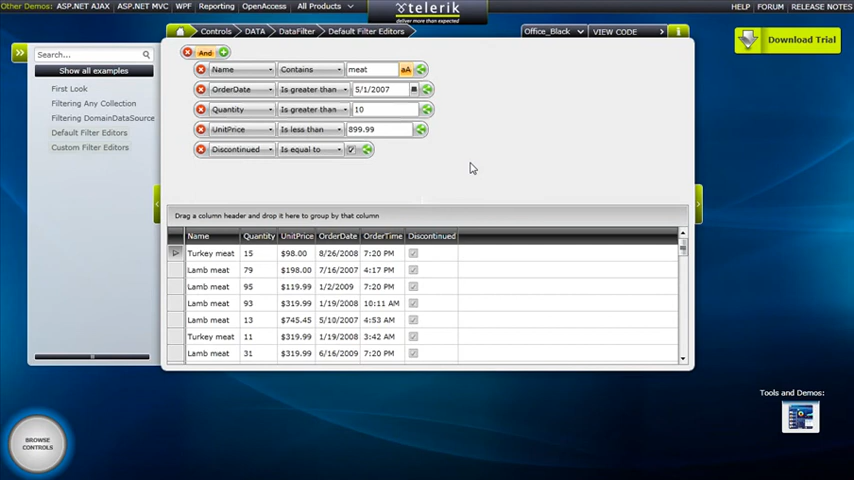 Other Demos: ASP.NET AJAX ASP.NET MVC WPF Reporting OpenAccess All Products HELP FORUM RELEASE NOTES
telerik
deliver more than expected
Controls DATA DataFilter Default Filter Editors Office_Black VIEW CODE i
Download Trial
Search...
Show all examples
First Look
Filtering Any Collection
Filtering DomainDataSource
Default Filter Editors
Custom Filter Editors
And
Name Contains meat aA
OrderDate Is greater than 5/1/2007
Quantity Is greater than 10
UnitPrice Is less than 899.99
Discontinued Is equal to
Drag a column header and drop it here to group by that column
Name Quantity UnitPrice OrderDate OrderTime Discontinued
Turkey meat 15 $98.00 8/26/2008 7:20 PM
Lamb meat 79 $198.00 7/16/2007 4:17 PM
Lamb meat 95 $119.99 1/2/2009 7:20 PM
Lamb meat 93 $319.99 1/19/2008 10:11 AM
Lamb meat 13 $745.45 5/10/2007 4:53 AM
Turkey meat 11 $319.99 1/19/2008 3:42 AM
Lamb meat 31 $319.99 6/16/2009 7:20 PM
Tools and Demos:
BROWSE
CONTROLS